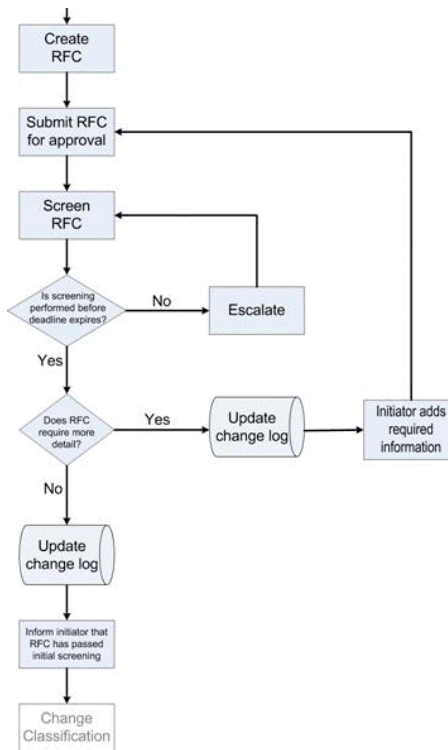 Create
RFC
Submit RFC
for approval
Screen
RFC
Is screening
performed before
deadline expires?
No
Escalate
Yes
Does RFC
require more
detail?
Yes
Update
change log
Initiator adds
required
information
No
Update
change log
Inform initiator that
RFC has passed
initial screening
Change
Classification